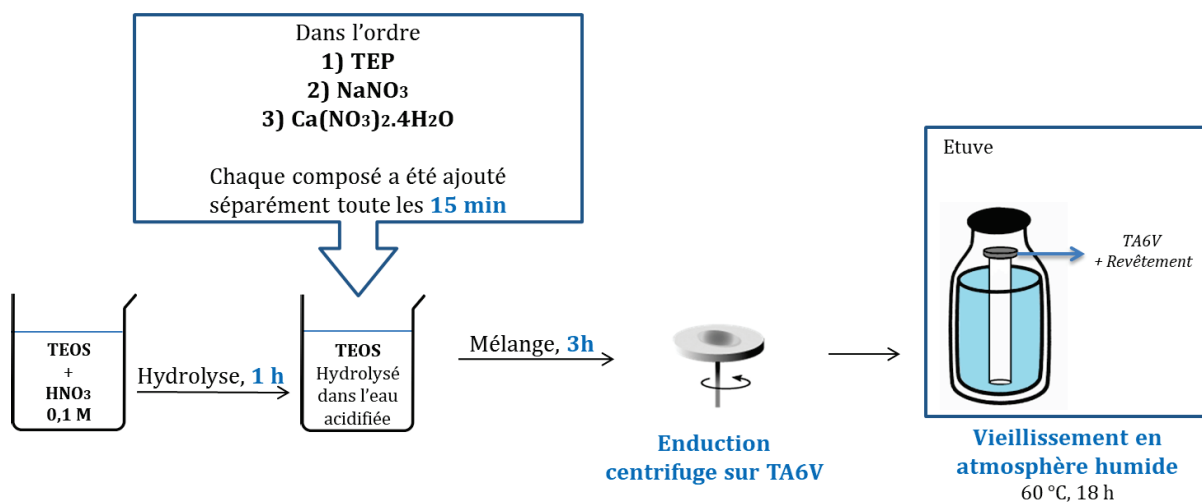 Dans l'ordre
1) TEP
2) NaNO3
3) Ca(NO3)2.4H2O
Chaque composé a été ajouté
séparément toute les 15 min
TEOS
+
HNO3
0,1 M
Hydrolyse, 1 h
TEOS
Hydrolysé
dans l'eau
acidifiée
Mélange, 3h
Enduction
centrifuge sur TA6V
Etuve
TA6V
+ Revêtement
Vieillissement en
atmosphère humide
60 °C, 18 h